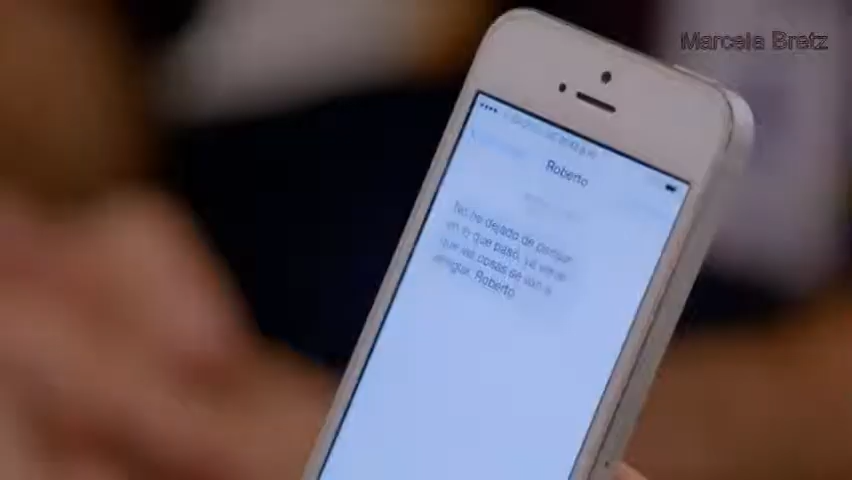 Marcela Bretz
Roberto
No he dejado de pensar
en lo que pasó, ya verás
que las cosas se van a
arreglar. Roberto